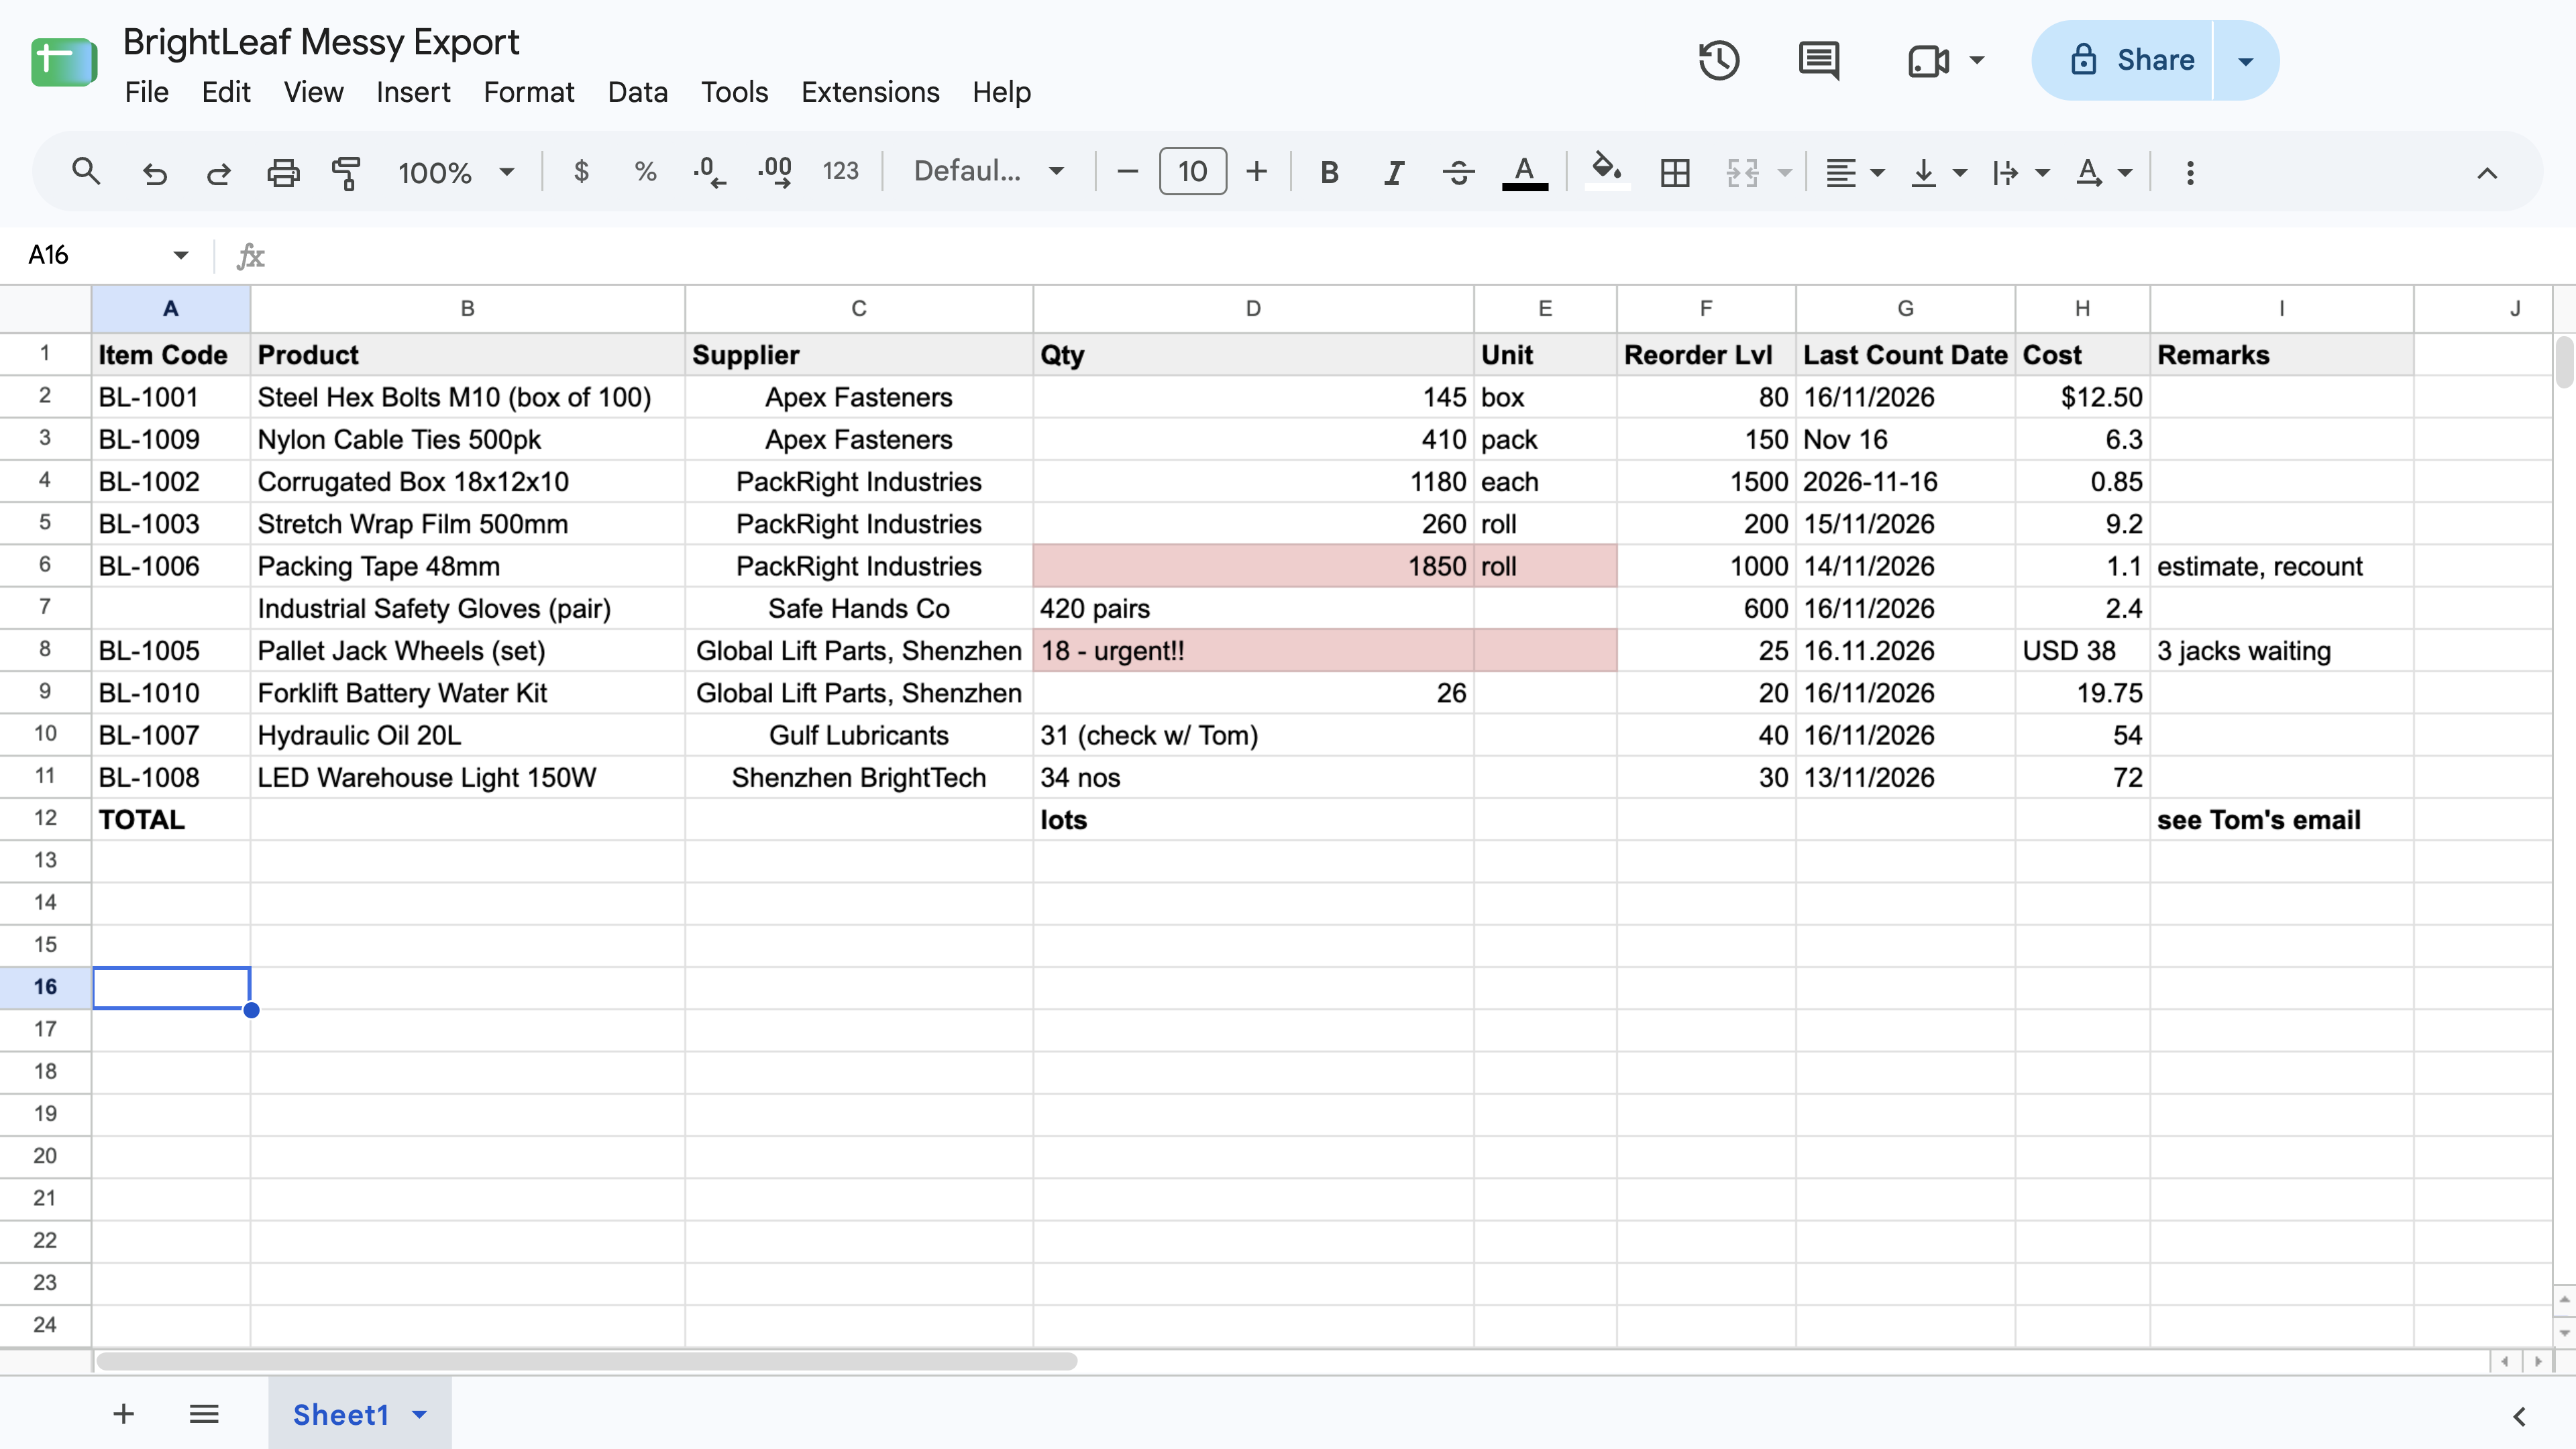 BrightLeaf Messy Export
File Edit View Insert Format Data Tools Extensions Help
Share
100% $ % .0 .00 123 Defaul... 10 B I S A A
A16 fx
A B C D E F G H I J
1 Item Code Product Supplier Qty Unit Reorder Lvl Last Count Date Cost Remarks
2 BL-1001 Steel Hex Bolts M10 (box of 100) Apex Fasteners 145 box 80 16/11/2026 $12.50
3 BL-1009 Nylon Cable Ties 500pk Apex Fasteners 410 pack 150 Nov 16 6.3
4 BL-1002 Corrugated Box 18x12x10 PackRight Industries 1180 each 1500 2026-11-16 0.85
5 BL-1003 Stretch Wrap Film 500mm PackRight Industries 260 roll 200 15/11/2026 9.2
6 BL-1006 Packing Tape 48mm PackRight Industries 1850 roll 1000 14/11/2026 1.1 estimate, recount
7 Industrial Safety Gloves (pair) Safe Hands Co 420 pairs 600 16/11/2026 2.4
8 BL-1005 Pallet Jack Wheels (set) Global Lift Parts, Shenzhen 18 - urgent!! 25 16.11.2026 USD 38 3 jacks waiting
9 BL-1010 Forklift Battery Water Kit Global Lift Parts, Shenzhen 26 20 16/11/2026 19.75
10 BL-1007 Hydraulic Oil 20L Gulf Lubricants 31 (check w/ Tom) 40 16/11/2026 54
11 BL-1008 LED Warehouse Light 150W Shenzhen BrightTech 34 nos 30 13/11/2026 72
12 TOTAL lots see Tom's email
13
14
15
16
17
18
19
20
21
22
23
24
Sheet1